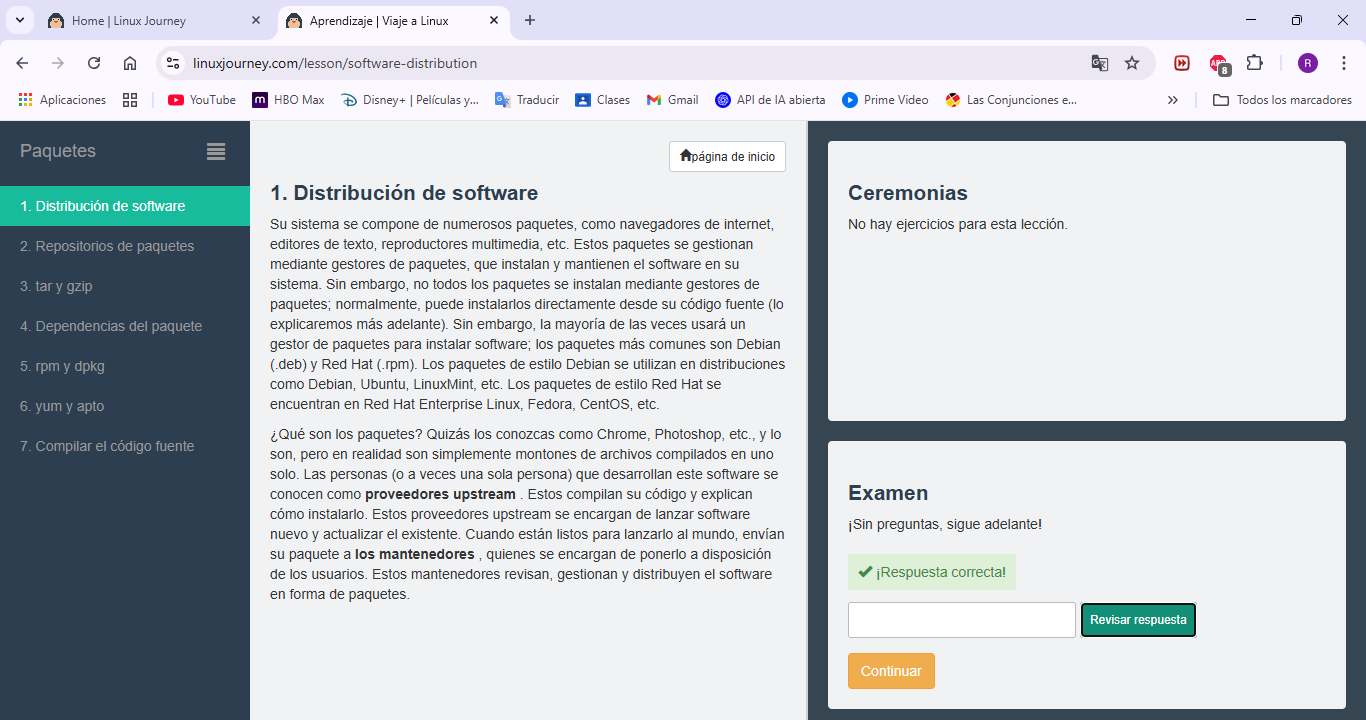 Home | Linux Journey
Aprendizaje | Viaje a Linux
linuxjourney.com/lesson/software-distribution
8
R
Aplicaciones
YouTube
HBO Max
Disney+ | Películas y...
Traducir
Clases
Gmail
API de IA abierta
Prime Video
Las Conjunciones e...
Todos los marcadores
Paquetes
1. Distribución de software
2. Repositorios de paquetes
3. tar y gzip
4. Dependencias del paquete
5. rpm y dpkg
6. yum y apto
7. Compilar el código fuente
página de inicio
1. Distribución de software
Su sistema se compone de numerosos paquetes, como navegadores de internet,
editores de texto, reproductores multimedia, etc. Estos paquetes se gestionan
mediante gestores de paquetes, que instalan y mantienen el software en su
sistema. Sin embargo, no todos los paquetes se instalan mediante gestores de
paquetes; normalmente, puede instalarlos directamente desde su código fuente (lo
explicaremos más adelante). Sin embargo, la mayoría de las veces usará un
gestor de paquetes para instalar software; los paquetes más comunes son Debian
(.deb) y Red Hat (.rpm). Los paquetes de estilo Debian se utilizan en distribuciones
como Debian, Ubuntu, LinuxMint, etc. Los paquetes de estilo Red Hat se
encuentran en Red Hat Enterprise Linux, Fedora, CentOS, etc.
¿Qué son los paquetes? Quizás los conozcas como Chrome, Photoshop, etc., y lo
son, pero en realidad son simplemente montones de archivos compilados en uno
solo. Las personas (o a veces una sola persona) que desarrollan este software se
conocen como proveedores upstream . Estos compilan su código y explican
cómo instalarlo. Estos proveedores upstream se encargan de lanzar software
nuevo y actualizar el existente. Cuando están listos para lanzarlo al mundo, envían
su paquete a los mantenedores , quienes se encargan de ponerlo a disposición
de los usuarios. Estos mantenedores revisan, gestionan y distribuyen el software
en forma de paquetes.
Ceremonias
No hay ejercicios para esta lección.
Examen
¡Sin preguntas, sigue adelante!
¡Respuesta correcta!
Revisar respuesta
Continuar